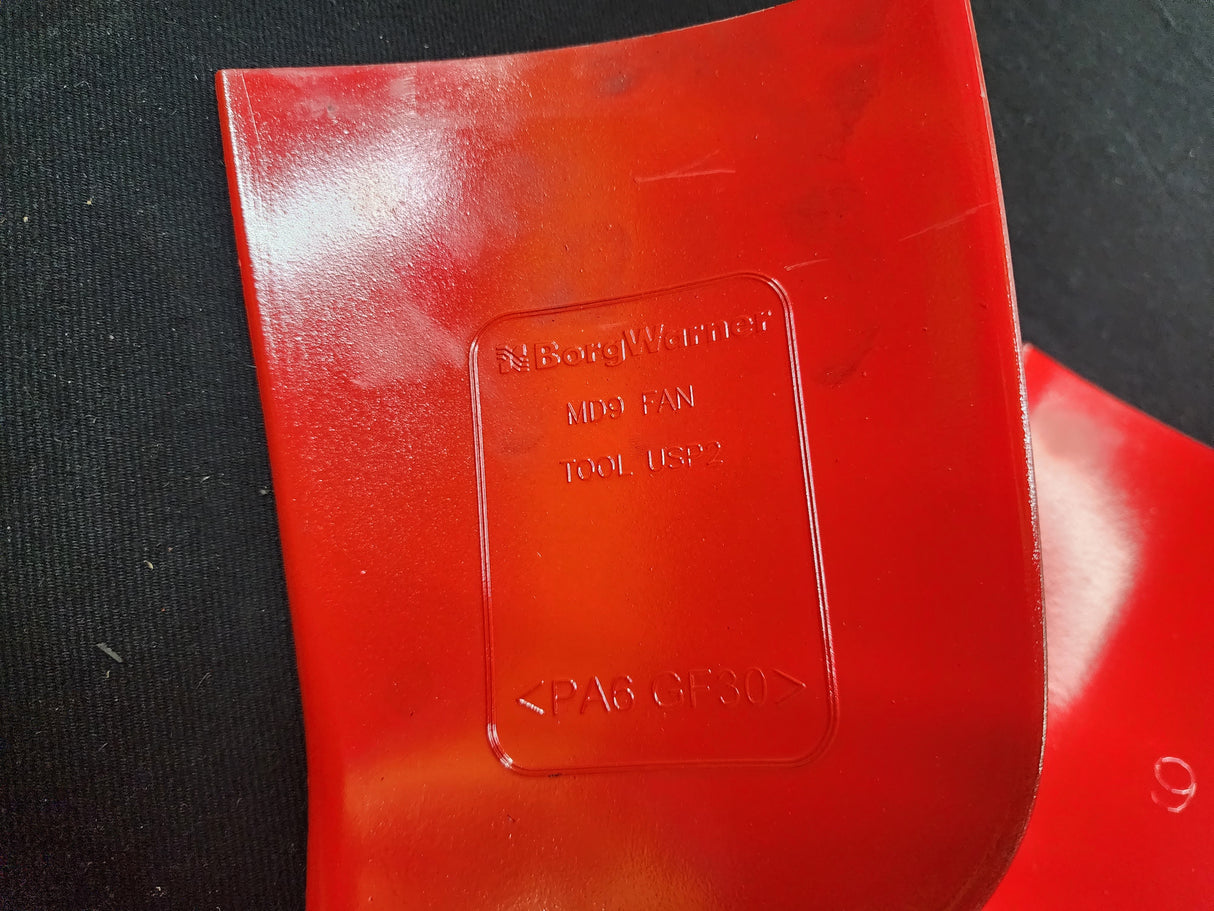 BorgWarner
MD9 FAN
TOOL USP2
<PA6 GF30>
9